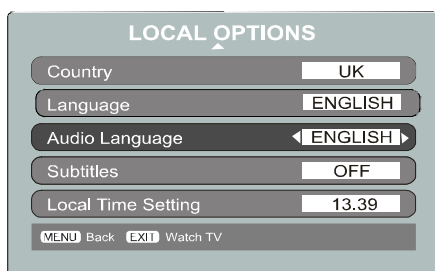 LOCAL OPTIONS
Country UK
Language ENGLISH
Audio Language ENGLISH
Subtitles OFF
Local Time Setting 13.39
MENU Back EXIT Watch TV